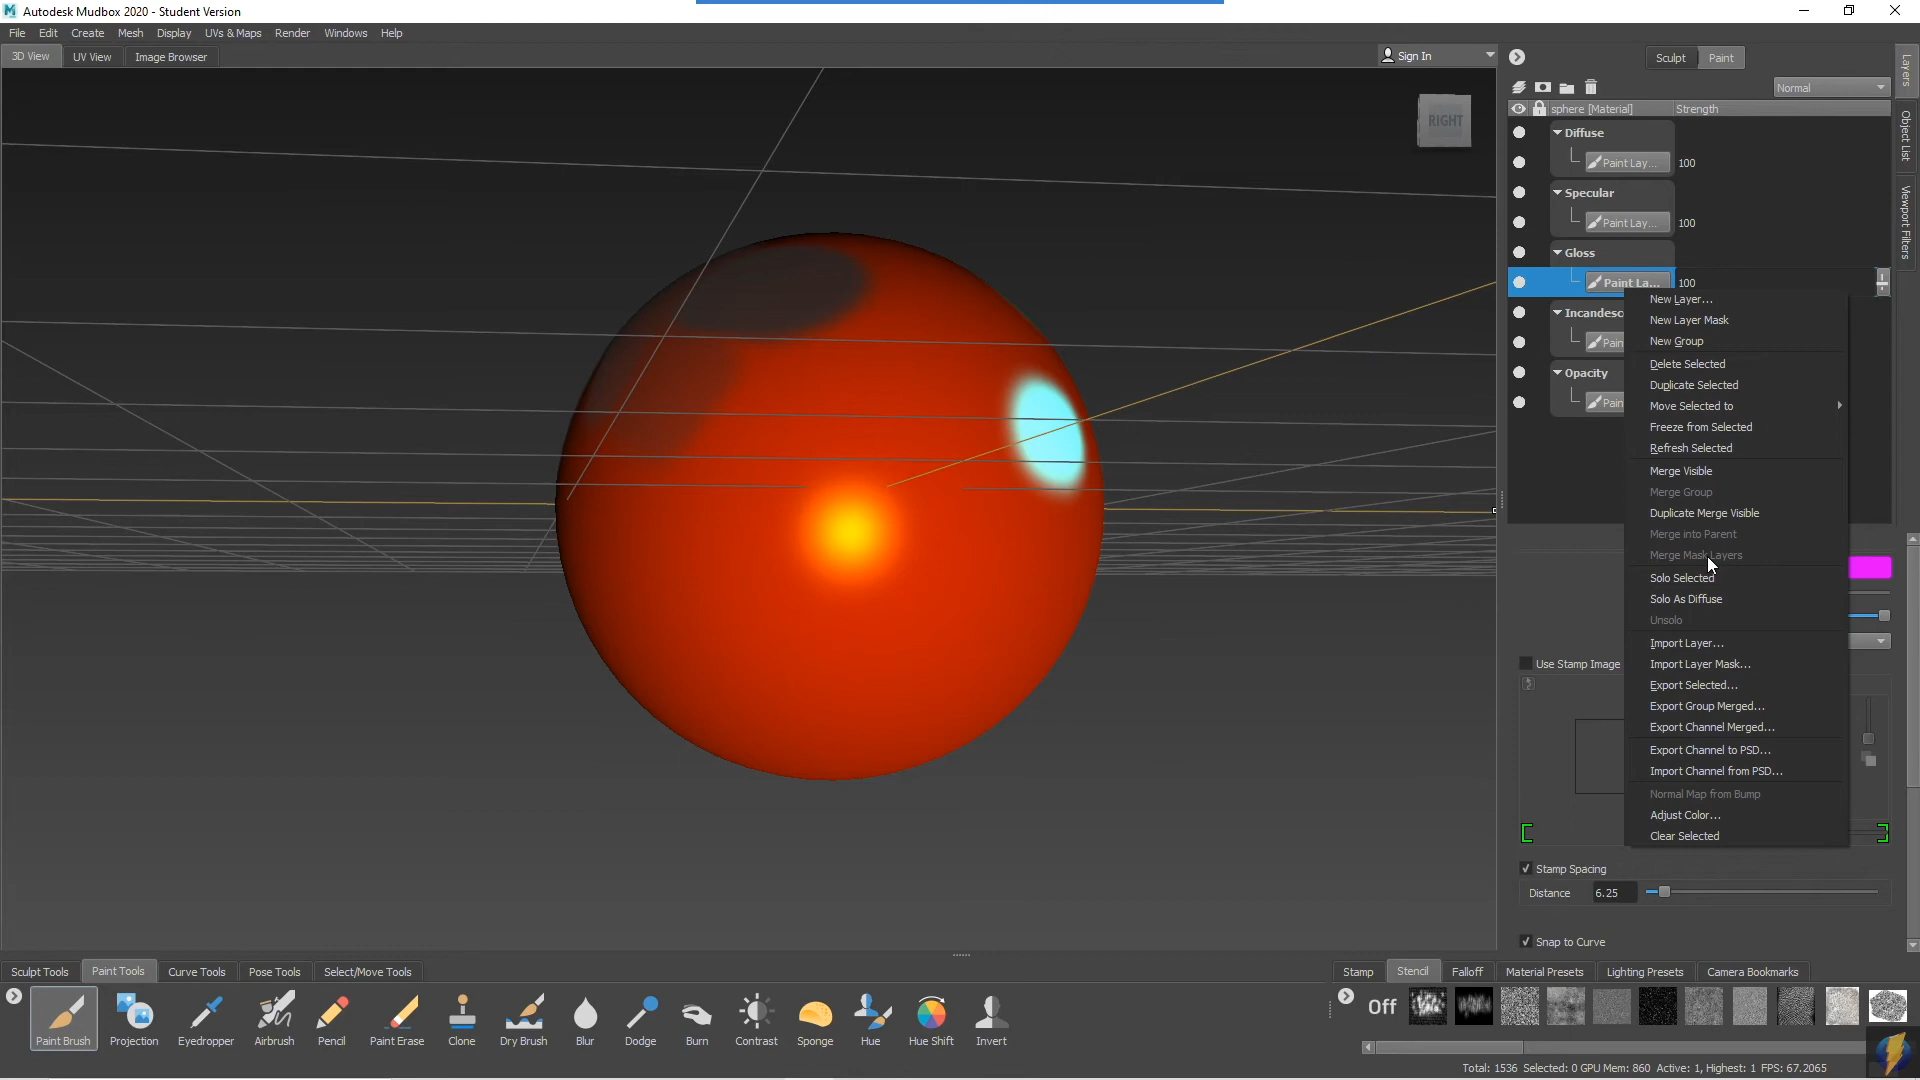 Autodesk Mudbox 2020 - Student Version
File Edit Create Mesh Display UVs & Maps Render Windows Help
3D View UV View Image Browser
Sign In
Sculpt Paint
Normal
sphere [Material] Strength
Diffuse
Paint Lay... 100
Specular
Paint Lay... 100
Gloss
Paint La... 100
Incandesc
Pain
Opacity
Pain
Layers
Object List
Viewport Filters
RIGHT
New Layer...
New Layer Mask
New Group
Delete Selected
Duplicate Selected
Move Selected to
Freeze from Selected
Refresh Selected
Merge Visible
Merge Group
Duplicate Merge Visible
Merge into Parent
Merge Mask Layers
Solo Selected
Solo As Diffuse
Unsolo
Import Layer...
Import Layer Mask...
Export Selected...
Export Group Merged...
Export Channel Merged...
Export Channel to PSD...
Import Channel from PSD...
Normal Map from Bump
Adjust Color...
Clear Selected
Use Stamp Image
Stamp Spacing
Distance 6.25
Snap to Curve
Sculpt Tools Paint Tools Curve Tools Pose Tools Select/Move Tools
Paint Brush Projection Eyedropper Airbrush Pencil Paint Erase Clone Dry Brush Blur Dodge Burn Contrast Sponge Hue Hue Shift Invert
Stamp Stencil Falloff Material Presets Lighting Presets Camera Bookmarks
Off
Total: 1536 Selected: 0 GPU Mem: 860 Active: 1, Highest: 1 FPS: 67.2065